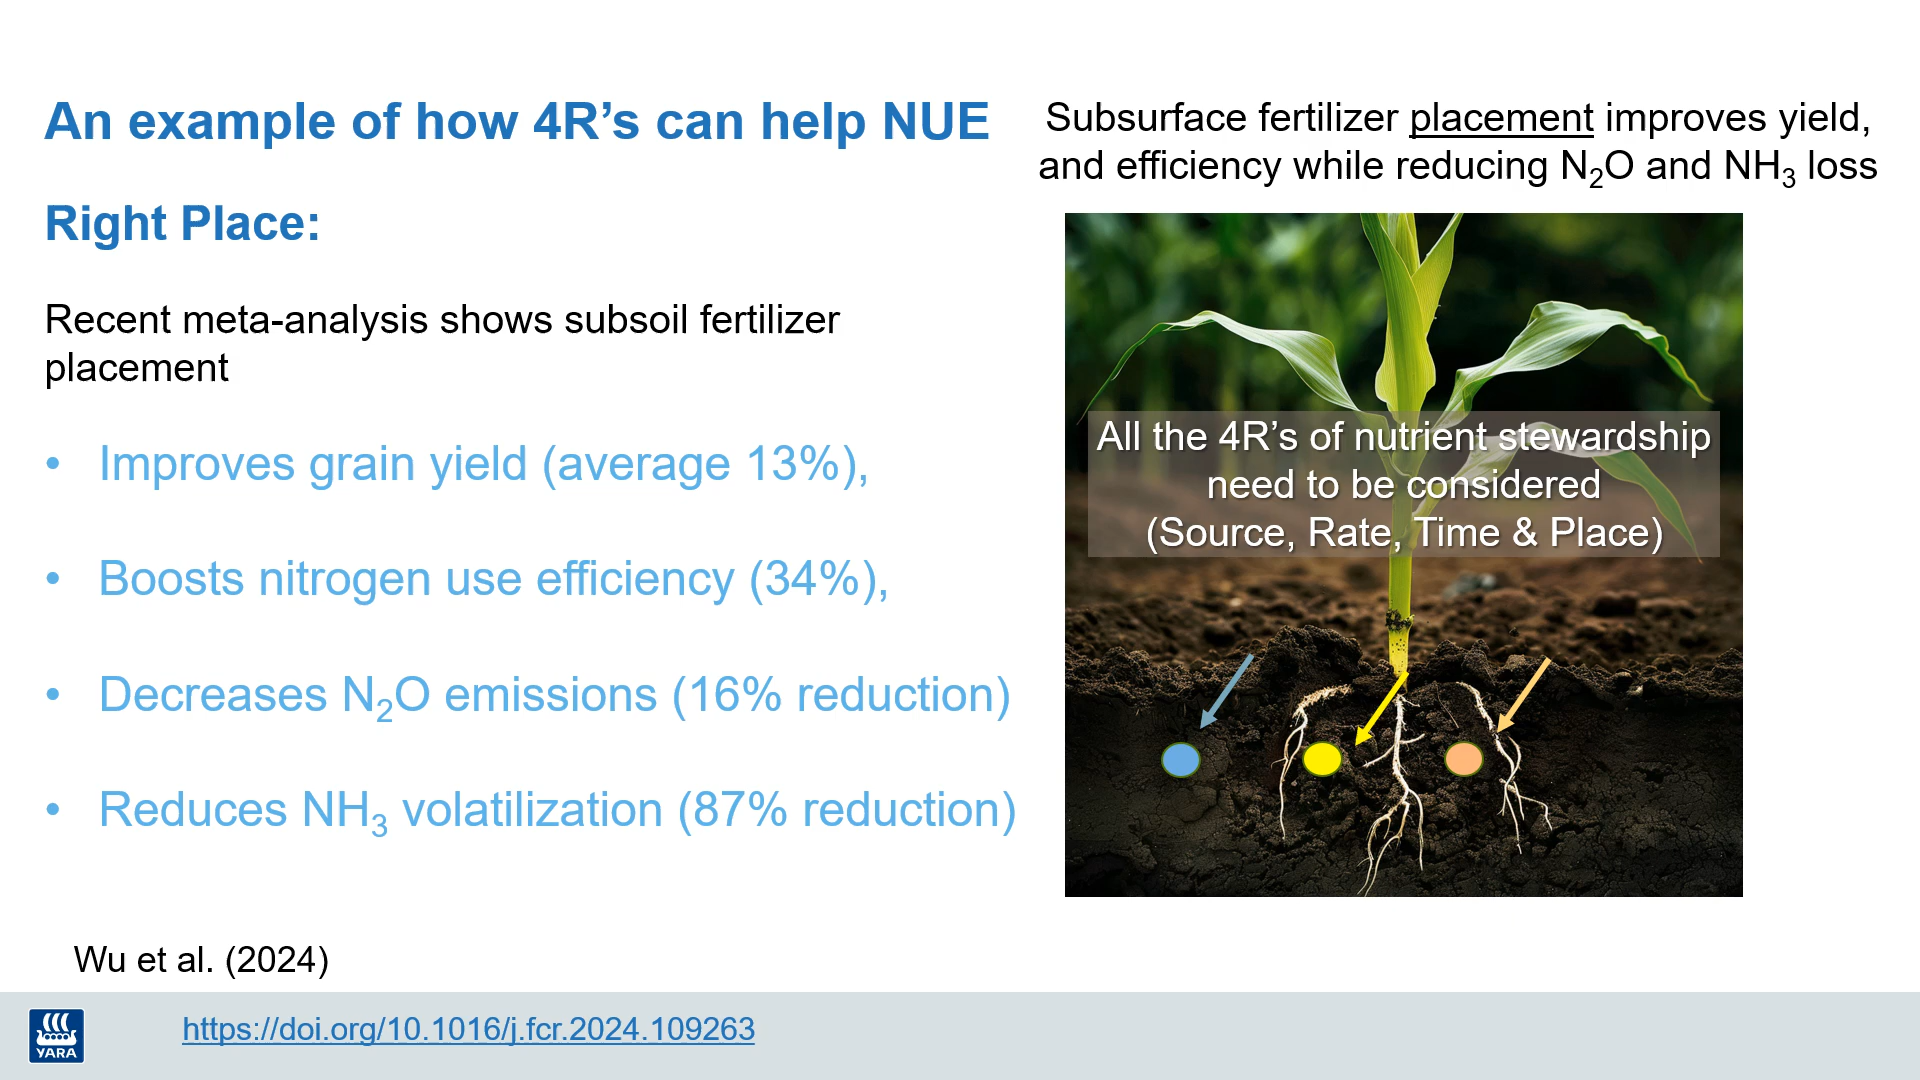 An example of how 4R’s can help NUE
Right Place:
Recent meta-analysis shows subsoil fertilizer
placement
• Improves grain yield (average 13%),
• Boosts nitrogen use efficiency (34%),
• Decreases N₂O emissions (16% reduction)
• Reduces NH₃ volatilization (87% reduction)
Wu et al. (2024)
Subsurface fertilizer placement improves yield,
and efficiency while reducing N₂O and NH₃ loss
All the 4R’s of nutrient stewardship
need to be considered
(Source, Rate, Time & Place)
YARA
https://doi.org/10.1016/j.fcr.2024.109263